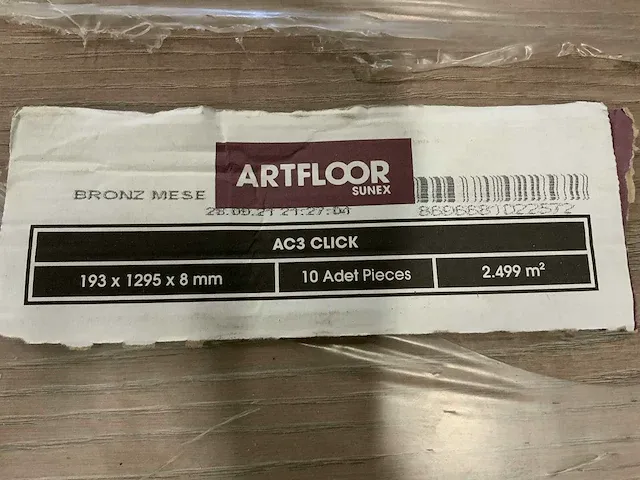 ARTFLOOR
SUNEX
BRONZ MESE
28.09.21 21:27:04
AC3 CLICK
193 x 1295 x 8 mm
10 Adet Pieces
2.499 m²